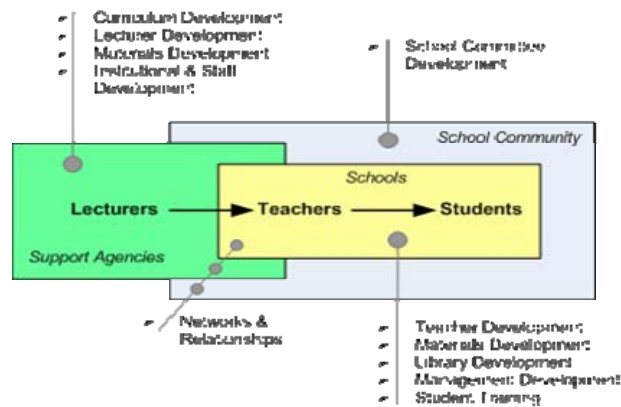 Curriculum Development
Lecturer Development
Materials Development
Institutional & Staff
Development
School Committee
Development
School Community
Schools
Lecturers
Teachers
Students
Support Agencies
Networks &
Relationships
Teacher Development
Materials Development
Library Development
Management Development
Student Training